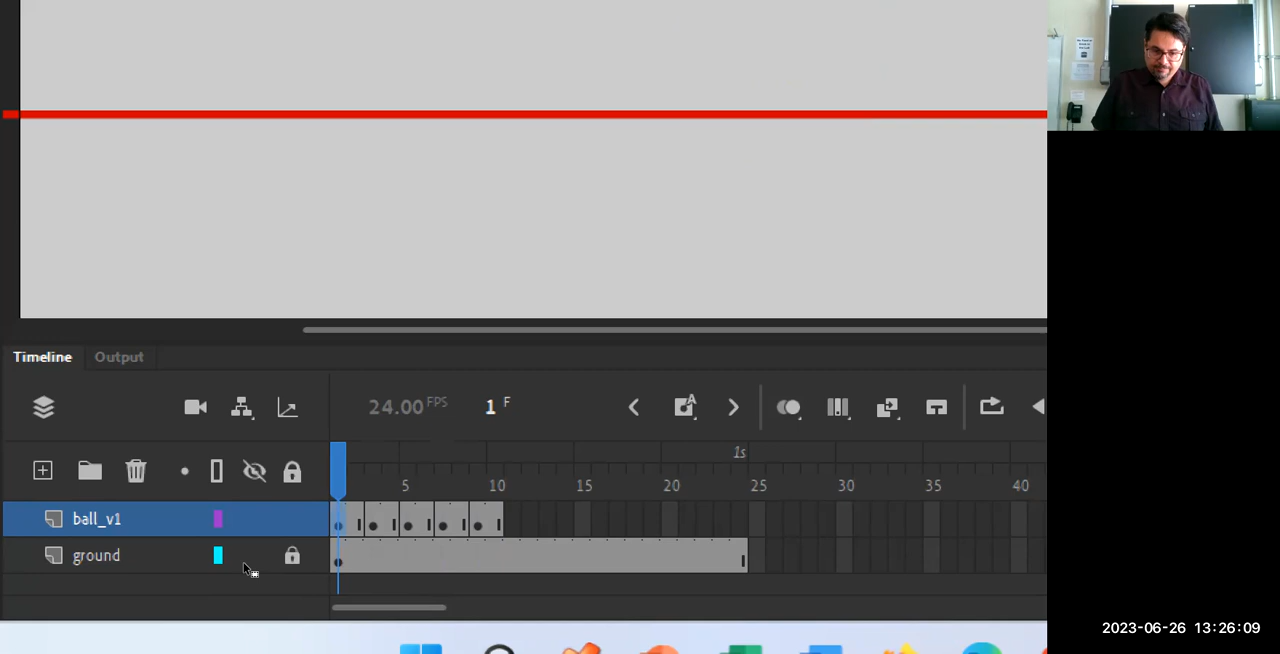 Timeline Output
24.00 FPS 1 F
1s
5 10 15 20 25 30 35 40
ball_v1
ground
2023-06-26 13:26:09